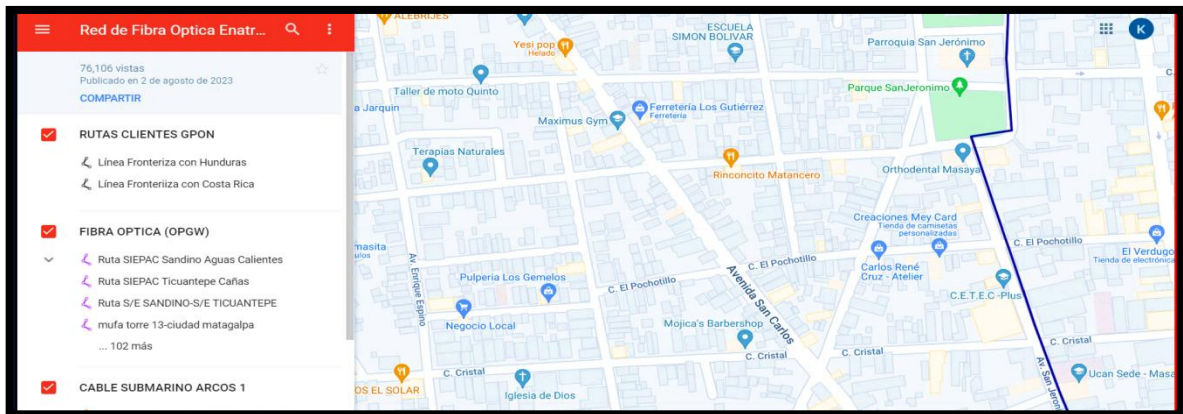 Red de Fibra Optica Enatr...
76,106 vistas
Publicado en 2 de agosto de 2023
COMPARTIR
RUTAS CLIENTES GPON
Línea Fronteriza con Hunduras
Línea Fronteriiza con Costa Rica
FIBRA OPTICA (OPGW)
Ruta SIEPAC Sandino Aguas Calientes
Ruta SIEPAC Ticuantepe Cañas
Ruta S/E SANDINO-S/E TICUANTEPE
mufa torre 13-ciudad matagalpa
... 102 más
CABLE SUBMARINO ARCOS 1
ALEBRIJES
Yesi pop
Helado
ESCUELA
SIMON BOLIVAR
Parroquia San Jerónimo
K
Taller de moto Quinto
a Jarquin
Ferretería Los Gutiérrez
Ferretería
Parque SanJeronimo
Maximus Gym
Terapias Naturales
Rinconcito Matancero
Orthodental Masaya
Creaciones Mey Card
Tienda de camisetas
personalizadas
C. El Pochotillo
El Verdugo
Tienda de electrónica
masita
ulos
Av. Enrique Espino
Pulperia Los Gemelos
C. El Pochotillo
C. El Pochotillo
Carlos René
Cruz - Atelier
C.E.T.E.C -Plus
Negocio Local
Avenida San Carlos
Mojica's Barbershop
C. Cristal
C. Cristal
C. Cristal
C. Cristal
OS EL SOLAR
Iglesia de Dios
Av. San Jeroni
Ucan Sede - Masa